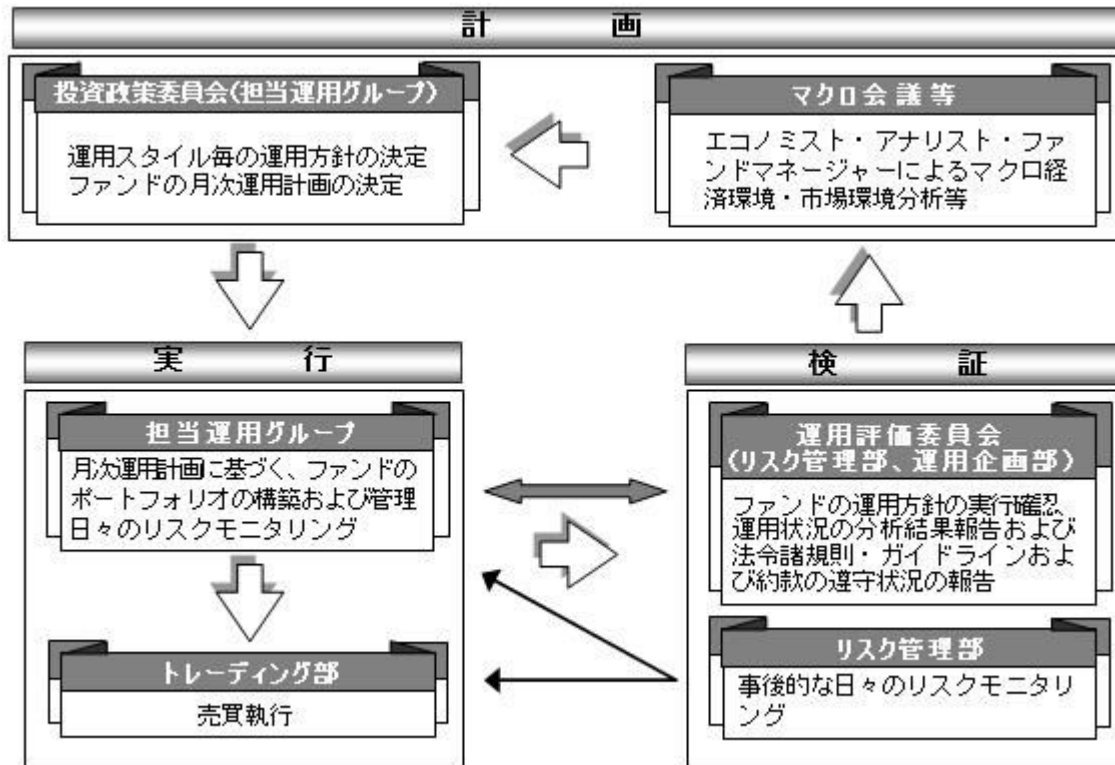 計画
投資政策委員会（担当運用グループ）
運用スタイル毎の運用方針の決定
ファンドの月次運用計画の決定
マクロ会議等
エコノミスト・アナリスト・ファ
ンドマネージャーによるマクロ経
済環境・市場環境分析等
実行
担当運用グループ
月次運用計画に基づく、ファンドの
ポートフォリオの構築および管理
日々のリスクモニタリング
トレーディング部
売買執行
検証
運用評価委員会
（リスク管理部、運用企画部）
ファンドの運用方針の実行確認、
運用状況の分析結果報告および
法令諸規則・ガイドラインおよ
び約款の遵守状況の報告
リスク管理部
事後的な日々のリスクモニタリ
ング